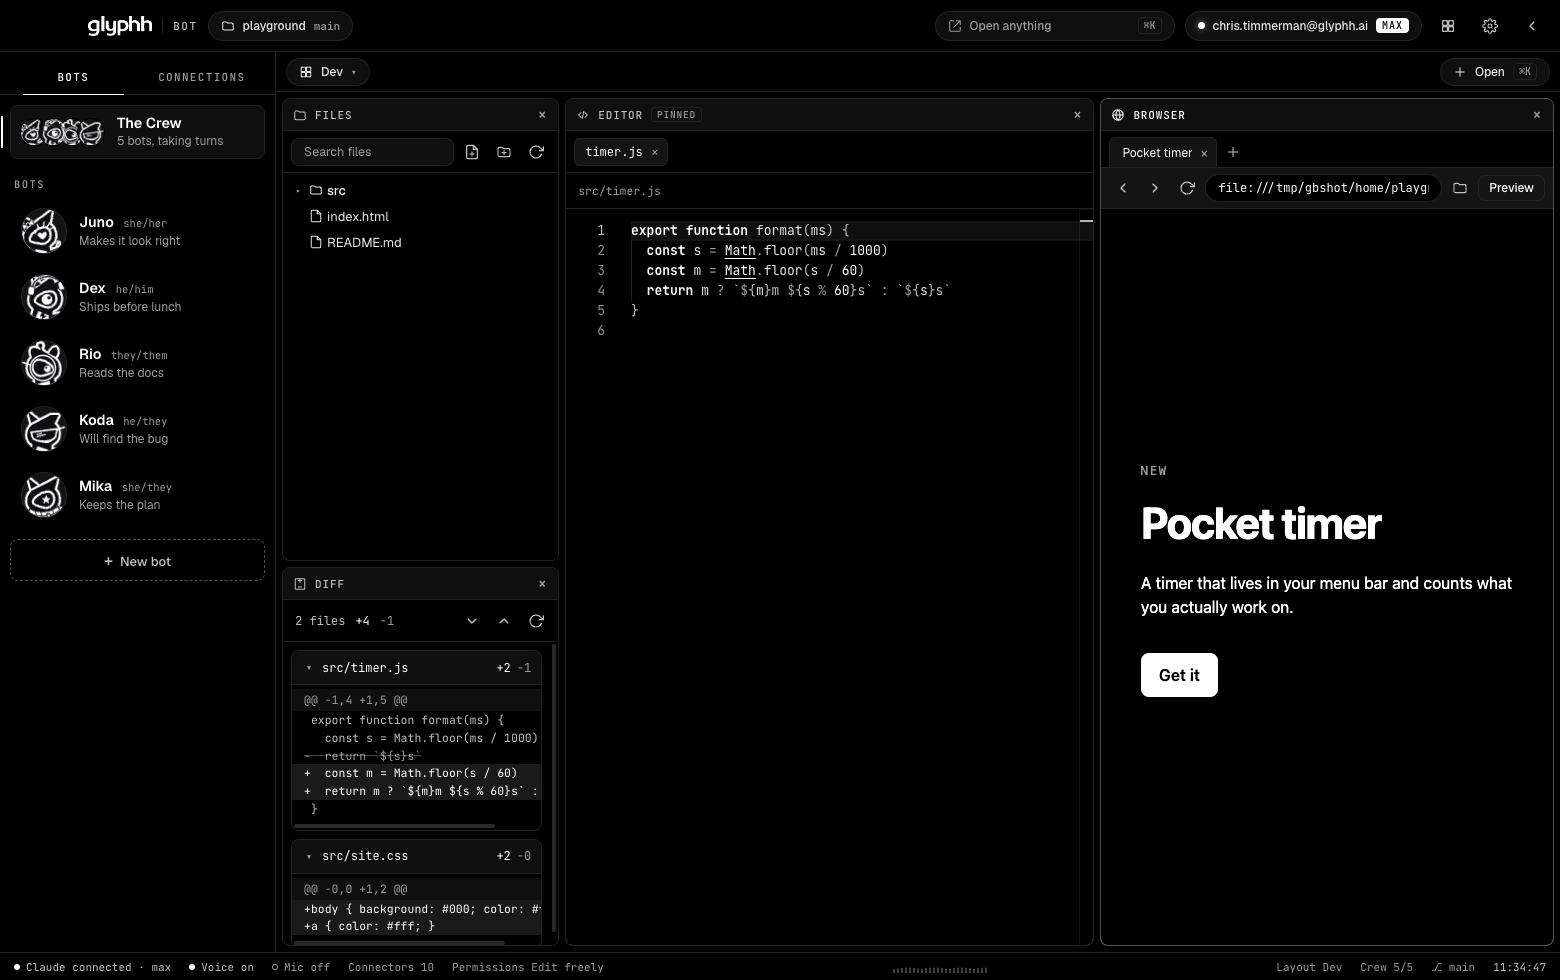 glyphh BOT playground main
Open anything ⌘K chris.timmerman@glyphh.ai MAX
BOTS CONNECTIONS
The Crew
5 bots, taking turns
BOTS
Juno she/her
Makes it look right
Dex he/him
Ships before lunch
Rio they/them
Reads the docs
Koda he/they
Will find the bug
Mika she/they
Keeps the plan
+ New bot
Dev
+ Open ⌘K
FILES ×
Search files
src
index.html
README.md
DIFF ×
2 files +4 -1
src/timer.js +2 -1
@@ -1,4 +1,5 @@
export function format(ms) {
const s = Math.floor(ms / 1000)
- return `${s}s`
+ const m = Math.floor(s / 60)
+ return m ? `${m}m ${s % 60}s` :
}
src/site.css +2 -0
@@ -0,0 +1,2 @@
+body { background: #000; color: #
+a { color: #fff; }
EDITOR PINNED ×
timer.js ×
src/timer.js
1 export function format(ms) {
2 const s = Math.floor(ms / 1000)
3 const m = Math.floor(s / 60)
4 return m ? `${m}m ${s % 60}s` : `${s}s`
5 }
6
BROWSER ×
Pocket timer × +
file:///tmp/gbshot/home/playg Preview
NEW
Pocket timer
A timer that lives in your menu bar and counts what
you actually work on.
Get it
Claude connected · max Voice on Mic off Connectors 10 Permissions Edit freely
Layout Dev Crew 5/5 main 11:34:47